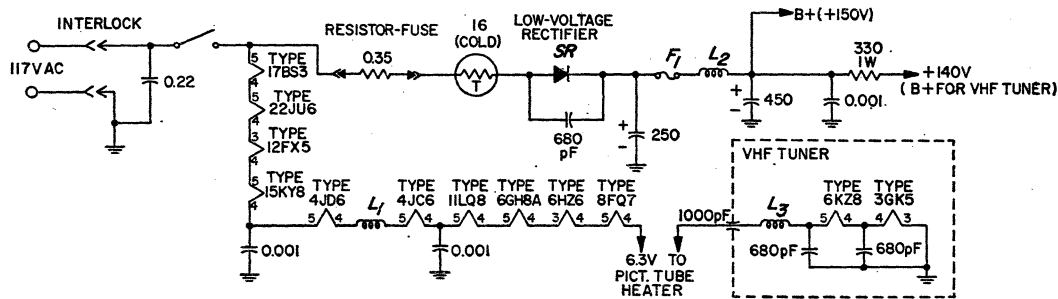 INTERLOCK
117V AC
0.22
RESISTOR-FUSE
0.35
16
(COLD)
T
LOW-VOLTAGE
RECTIFIER
SR
680
pF
+
-
250
F1
L2
B+(+150V)
+
-
450
0.001
330
1W
+140V
(B+ FOR VHF TUNER)
5
TYPE
17BS3
4
5
TYPE
22JU6
4
3
TYPE
12FX5
4
5
TYPE
15KY8
4
0.001
TYPE
4JD6
5 4
L1
TYPE
4JC6
5 4
0.001
TYPE
11LQ8
5 4
TYPE
6GH8A
5 4
TYPE
6HZ6
3 4
TYPE
8FQ7
5 4
6.3V TO
PICT. TUBE
HEATER
1000pF
VHF TUNER
L3
680pF
TYPE
6KZ8
5 4
680pF
TYPE
3GK5
4 3